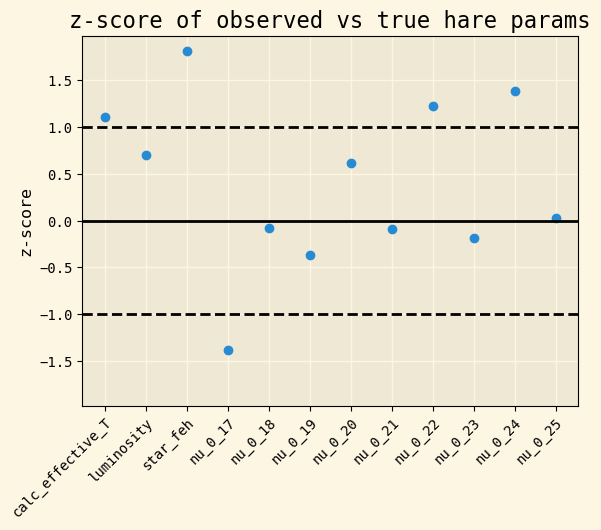 z-score of observed vs true hare params
z-score
1.5
1.0
0.5
0.0
−0.5
−1.0
−1.5
calc_effective_T
luminosity
star_feh
nu_0_17
nu_0_18
nu_0_19
nu_0_20
nu_0_21
nu_0_22
nu_0_23
nu_0_24
nu_0_25